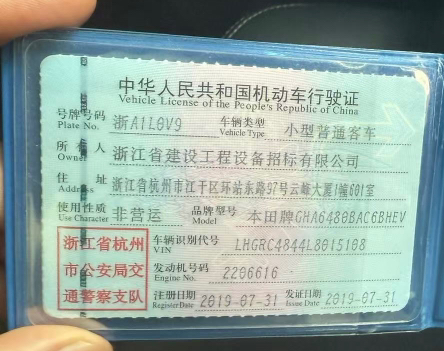 中华人民共和国机动车行驶证
Vehicle License of the People's Republic of China
号牌号码 浙A1L0V9 车辆类型 小型普通客车
Plate No. Vehicle Type
所有人 浙江省建设工程设备招标有限公司
Owner
住址 浙江省杭州市江干区环站东路97号云峰大厦1幢601室
Address
使用性质 非营运 品牌型号 本田牌GHA6480BAC6BHEV
Use Character Model
浙江省杭州
市公安局交
通警察支队
车辆识别代号 LHGRC4844L8015108
VIN
发动机号码 2206616
Engine No.
注册日期 2019-07-31 发证日期 2019-07-31
Register Date Issue Date